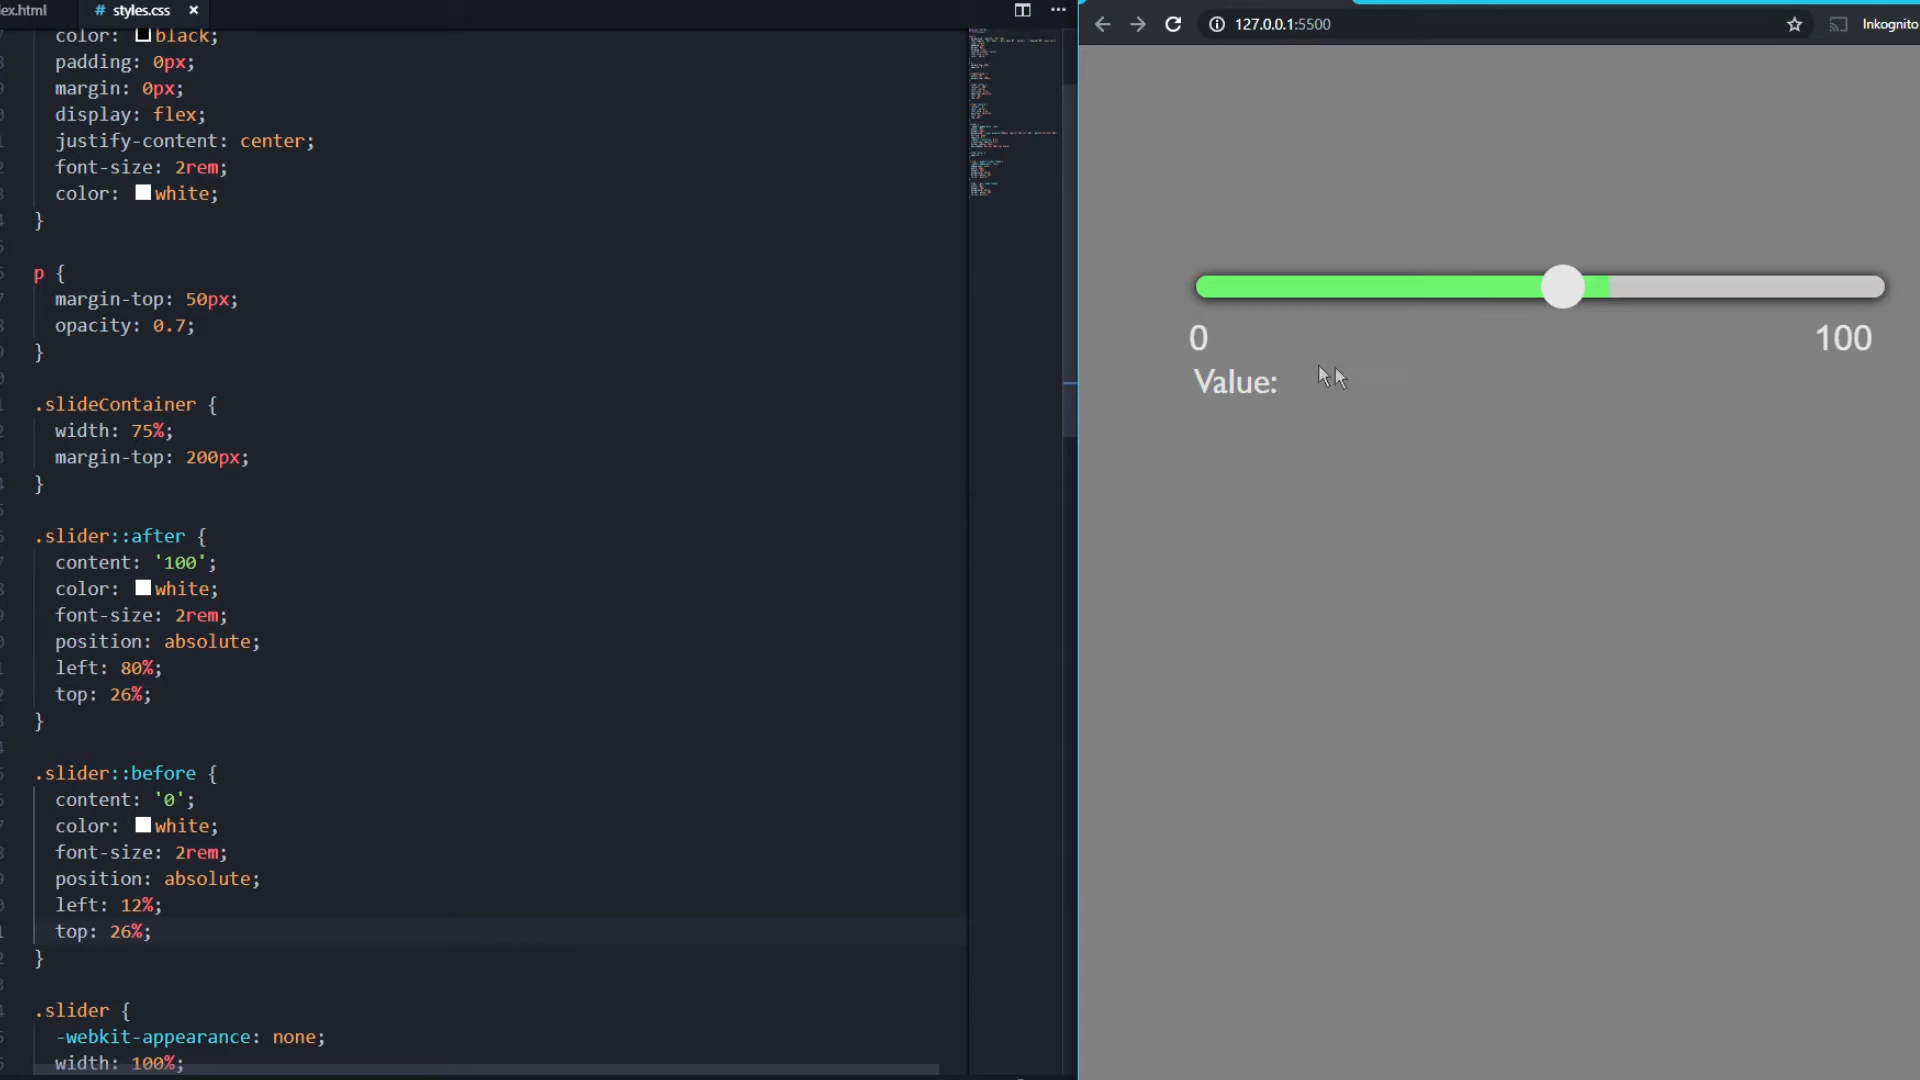 ex.html
# styles.css ×
127.0.0.1:5500
Inkognito
color: black;
padding: 0px;
margin: 0px;
display: flex;
justify-content: center;
font-size: 2rem;
color: white;
}
p {
margin-top: 50px;
opacity: 0.7;
}
.slideContainer {
width: 75%;
margin-top: 200px;
}
.slider::after {
content: '100';
color: white;
font-size: 2rem;
position: absolute;
left: 80%;
top: 26%;
}
.slider::before {
content: '0';
color: white;
font-size: 2rem;
position: absolute;
left: 12%;
top: 26%;
}
.slider {
-webkit-appearance: none;
width: 100%;
0
100
Value: